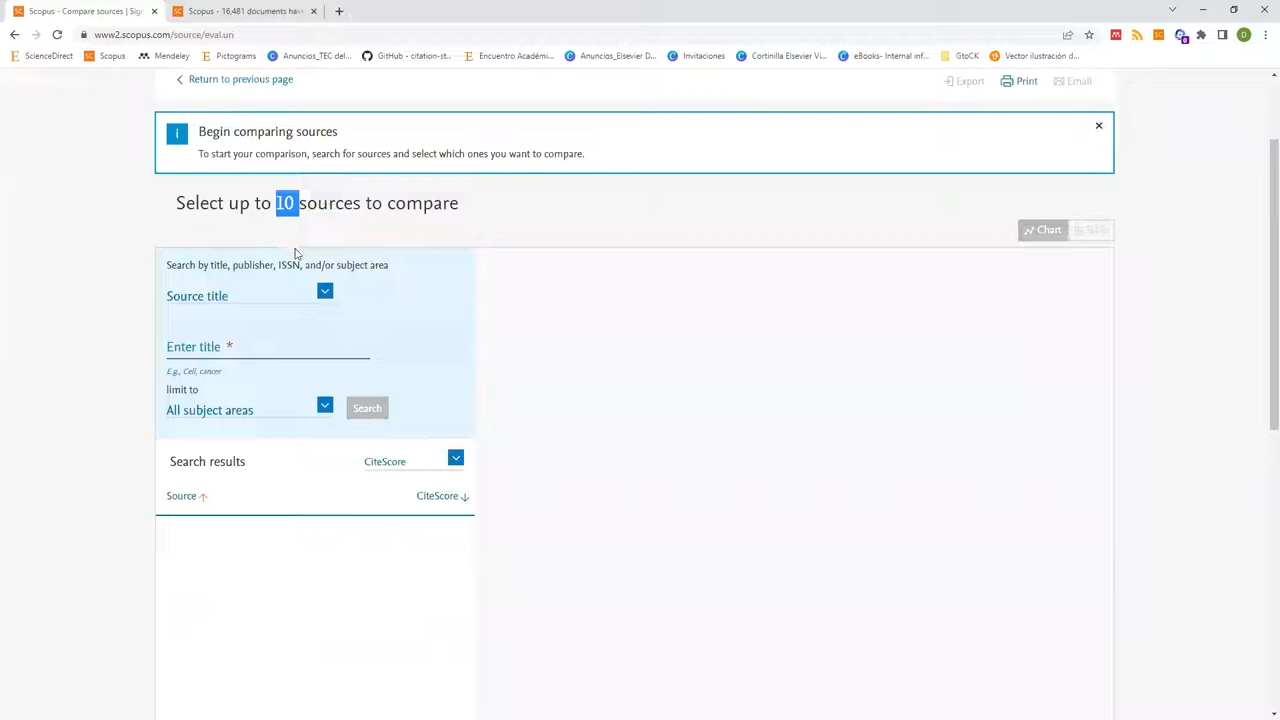 Scopus - Compare sources | Sign
Scopus - 16,481 documents have
www2.scopus.com/source/eval.uri
ScienceDirect
Scopus
Mendeley
Pictograms
Anuncios_TEC del...
GitHub - citation-st...
Encuentro Académi...
Anuncios_Elsevier D...
Invitaciones
Cortinilla Elsevier Vi...
eBooks- Internal inf...
GtoCK
Vector ilustración d...
Return to previous page
Export
Print
Email
Begin comparing sources
To start your comparison, search for sources and select which ones you want to compare.
Select up to 10 sources to compare
Chart
Table
Search by title, publisher, ISSN, and/or subject area
Source title
Enter title *
E.g., Cell, cancer
limit to
All subject areas
Search
Search results
CiteScore
Source
CiteScore